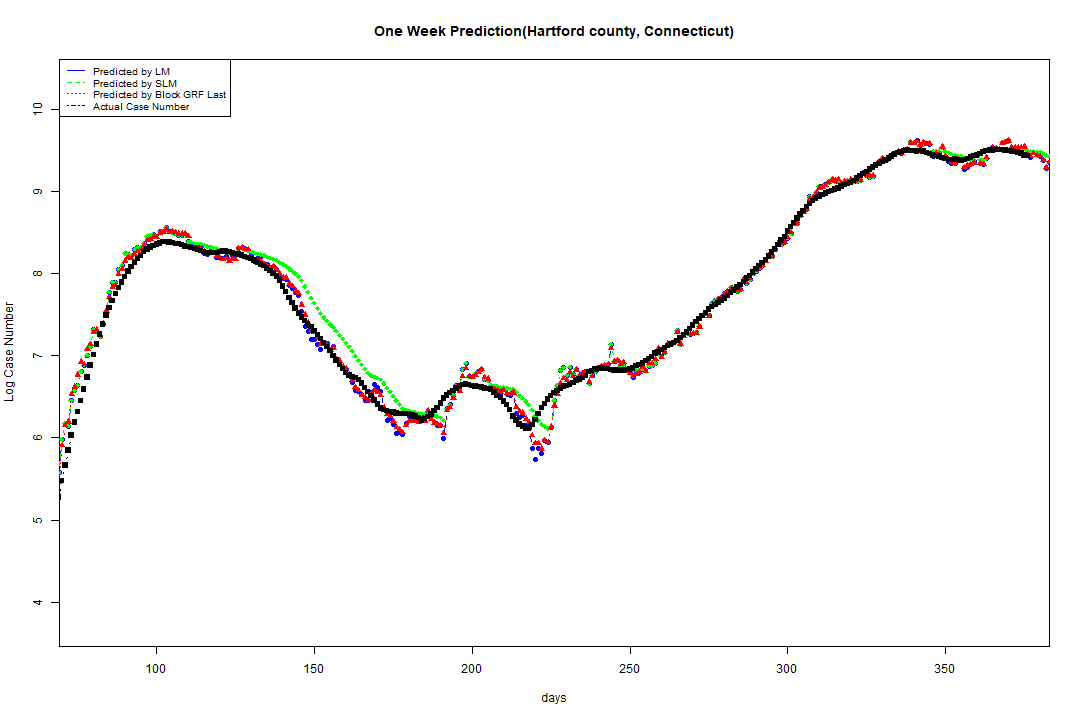 One Week Prediction(Hartford county, Connecticut)
Predicted by LM
Predicted by SLM
Predicted by Block GRF Last
Actual Case Number
10
9
8
7
6
5
4
Log Case Number
100
150
200
250
300
350
days